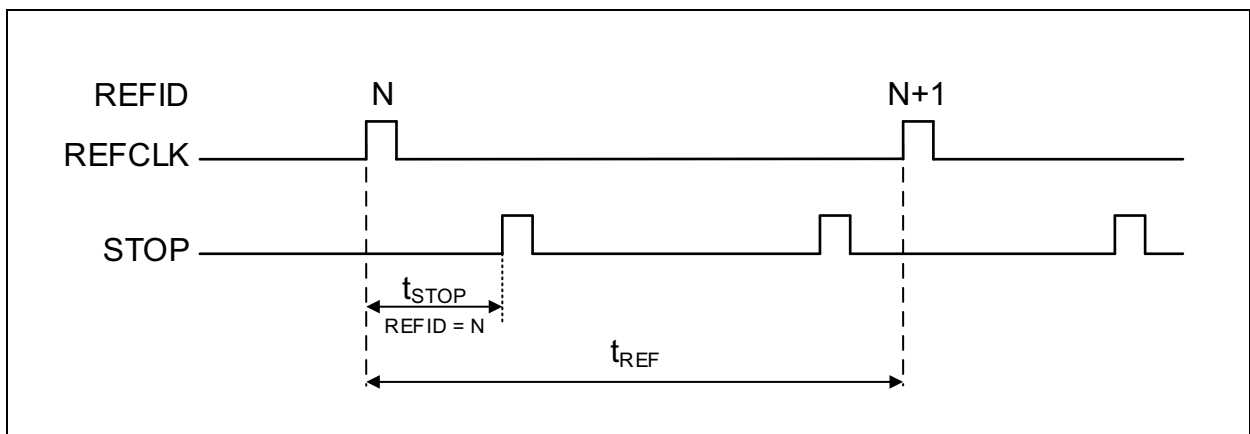 REFID N N+1
REFCLK
STOP
tSTOP
REFID = N
tREF